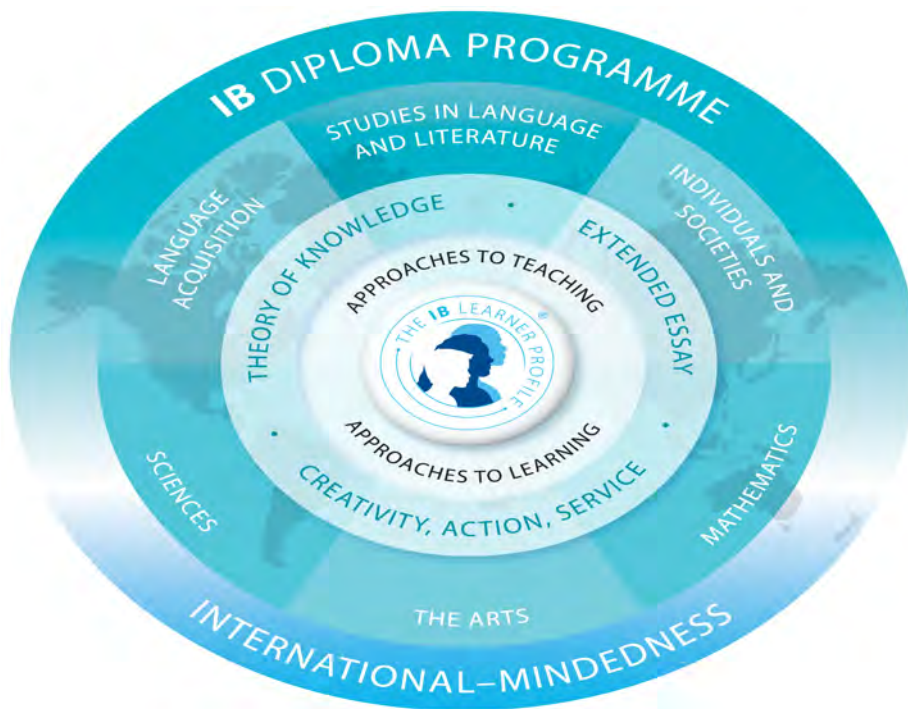 IB DIPLOMA PROGRAMME
STUDIES IN LANGUAGE
AND LITERATURE
LANGUAGE
ACQUISITION
INDIVIDUALS AND
SOCIETIES
THEORY OF KNOWLEDGE
EXTENDED ESSAY
APPROACHES TO TEACHING
THE IB LEARNER PROFILE
®
APPROACHES TO LEARNING
CREATIVITY, ACTION, SERVICE
SCIENCES
MATHEMATICS
THE ARTS
INTERNATIONAL–MINDEDNESS